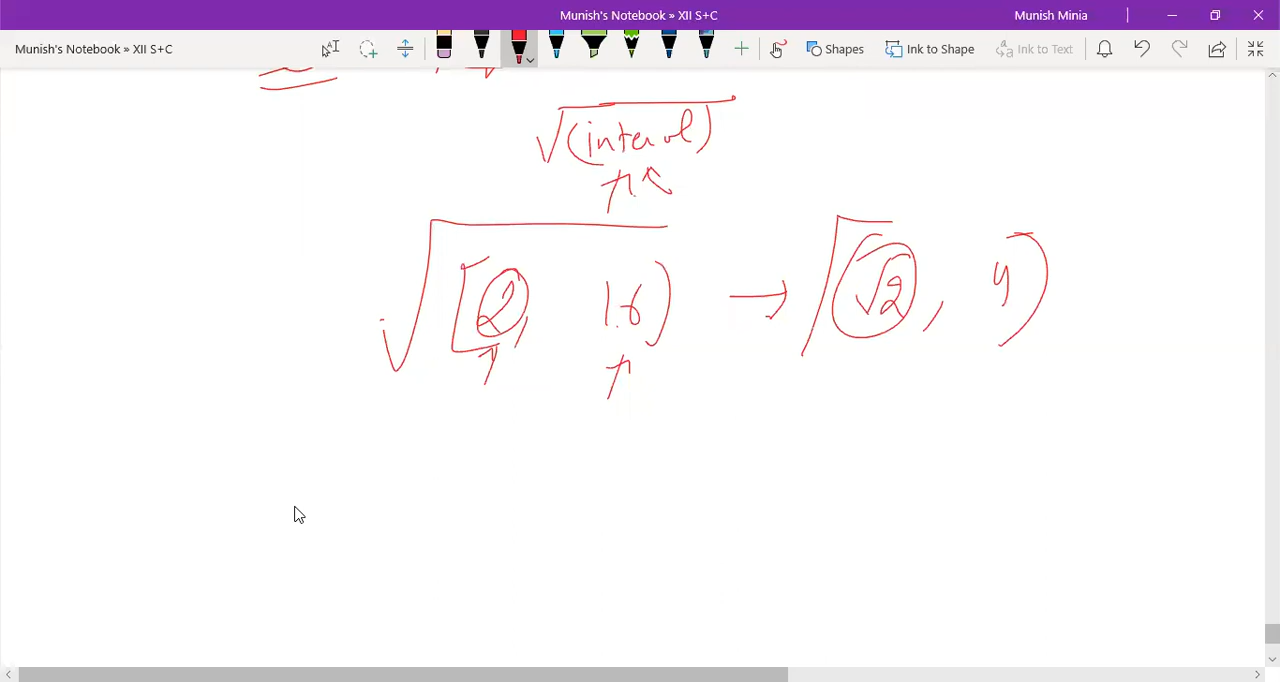 Munish's Notebook » XII S+C
Munish Minia
Munish's Notebook » XII S+C
Shapes
Ink to Shape
Ink to Text
√(interval)
√[2, 16) → [√2, 4)